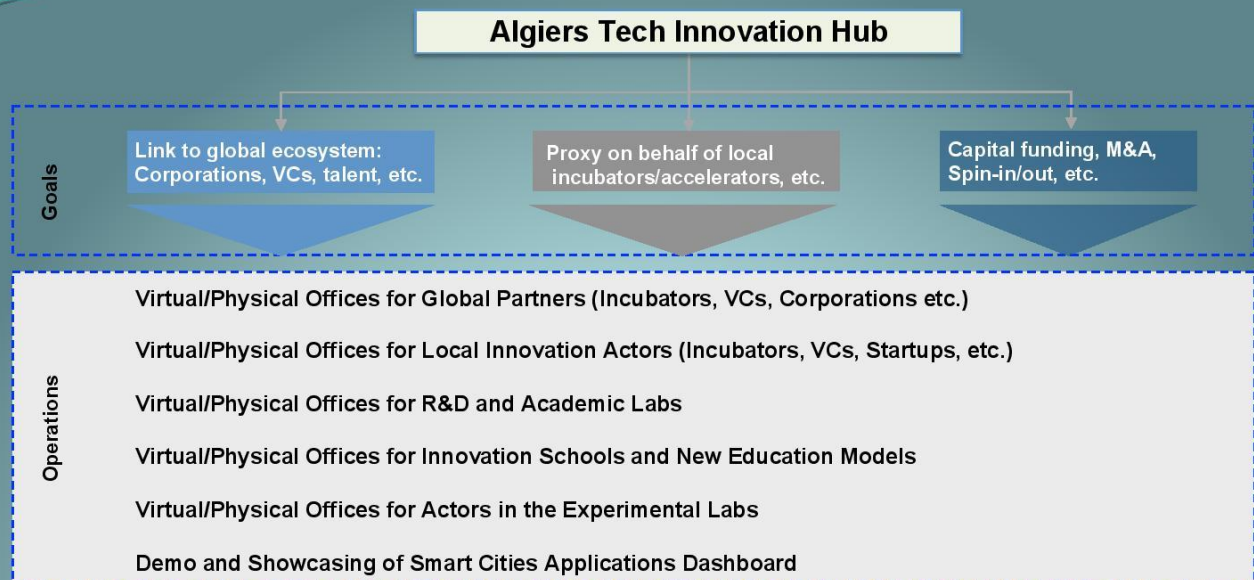 Algiers Tech Innovation Hub
Goals
Link to global ecosystem:
Corporations, VCs, talent, etc.
Proxy on behalf of local
incubators/accelerators, etc.
Capital funding, M&A,
Spin-in/out, etc.
Operations
Virtual/Physical Offices for Global Partners (Incubators, VCs, Corporations etc.)
Virtual/Physical Offices for Local Innovation Actors (Incubators, VCs, Startups, etc.)
Virtual/Physical Offices for R&D and Academic Labs
Virtual/Physical Offices for Innovation Schools and New Education Models
Virtual/Physical Offices for Actors in the Experimental Labs
Demo and Showcasing of Smart Cities Applications Dashboard